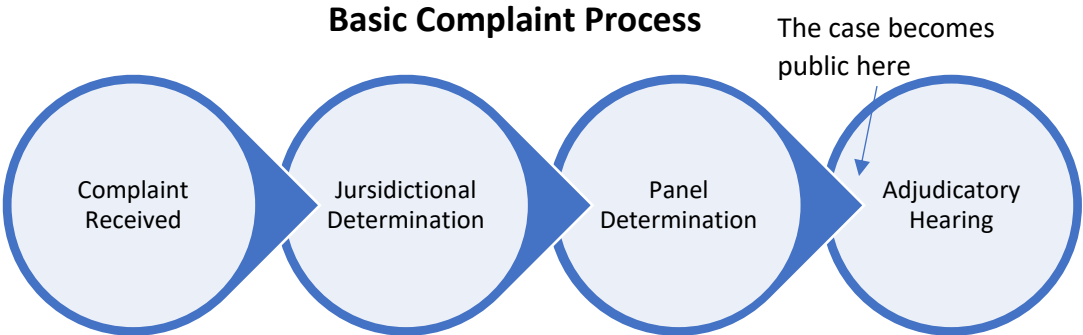 Basic Complaint Process
The case becomes
public here
Complaint
Received
Jursidictional
Determination
Panel
Determination
Adjudicatory
Hearing